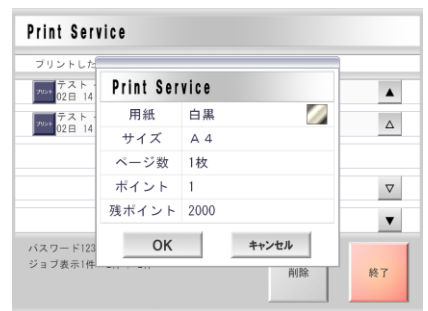 Print Service
プリントした
テスト
02日 14
テスト
02日 14
Print Service
用紙 白黒
サイズ A４
ページ数 1枚
ポイント 1
残ポイント 2000
OK キャンセル
パスワード123
ジョブ表示1件
削除 終了